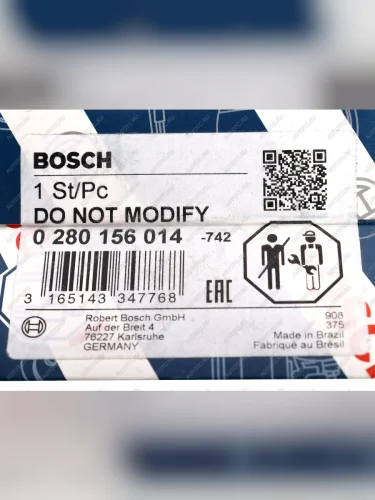 BOSCH
1 St/Pc
DO NOT MODIFY
0 280 156 014 -742
3 165143 347768
EAC
Robert Bosch GmbH
Auf der Breit 4
76227 Karlsruhe
GERMANY
908
375
Made in Brazil
Fabriqué au Brésil